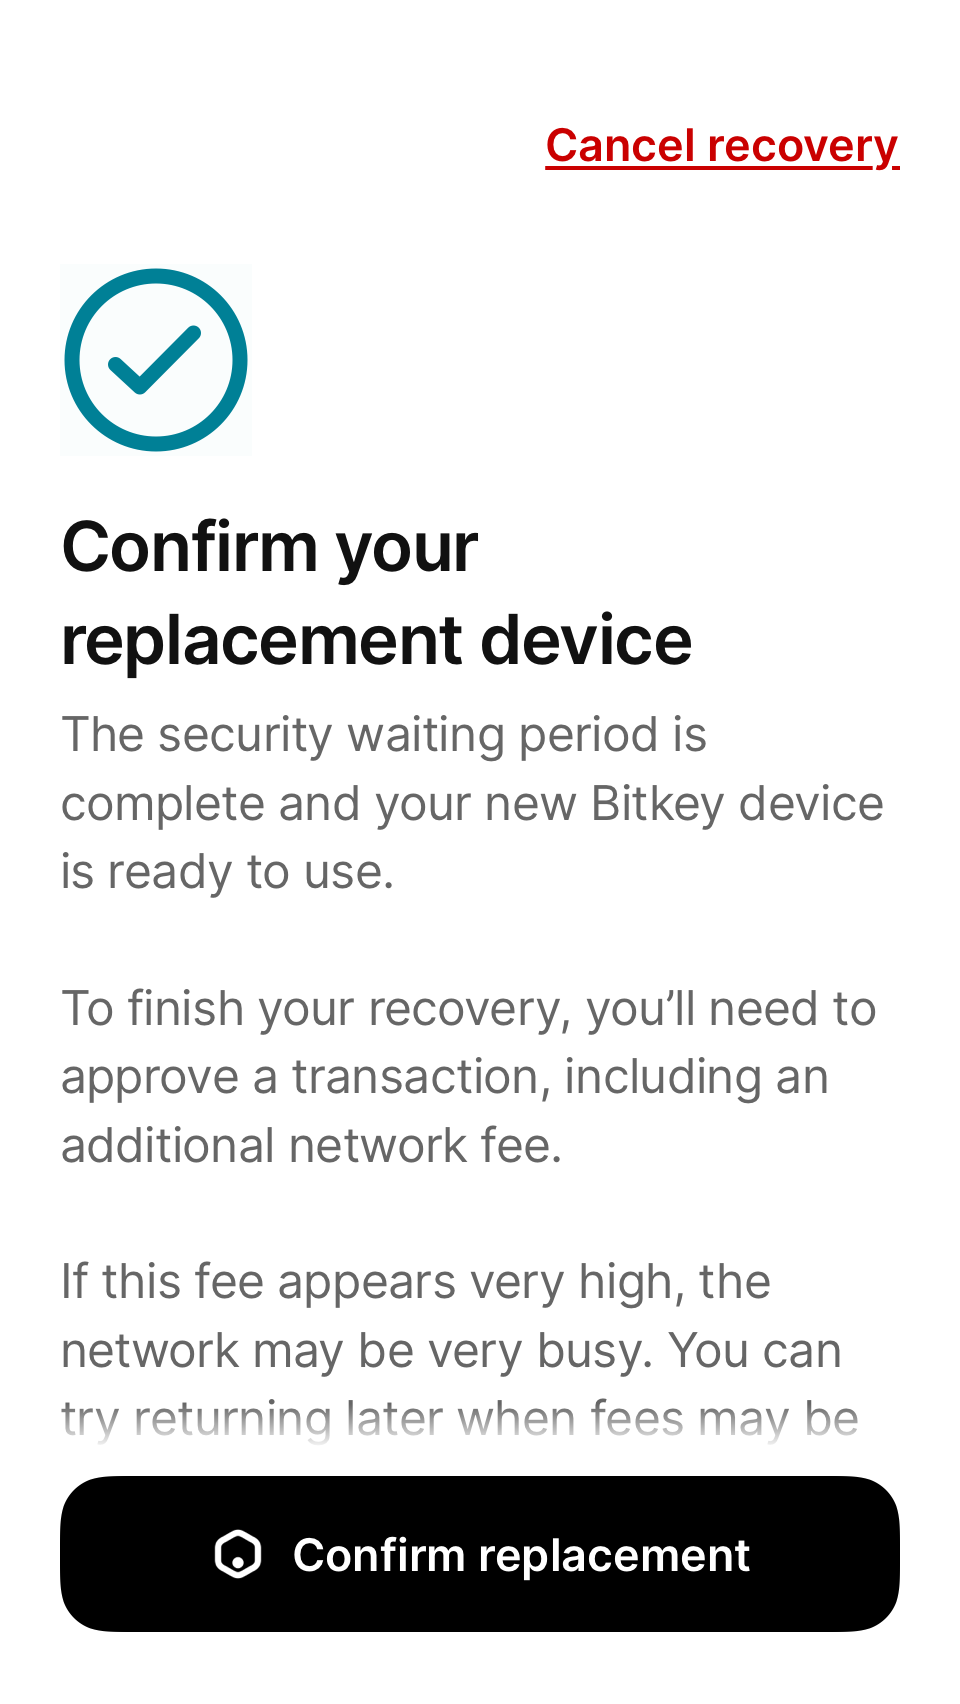 Cancel recovery
Confirm your
replacement device
The security waiting period is
complete and your new Bitkey device
is ready to use.
To finish your recovery, you’ll need to
approve a transaction, including an
additional network fee.
If this fee appears very high, the
network may be very busy. You can
try returning later when fees may be
Confirm replacement